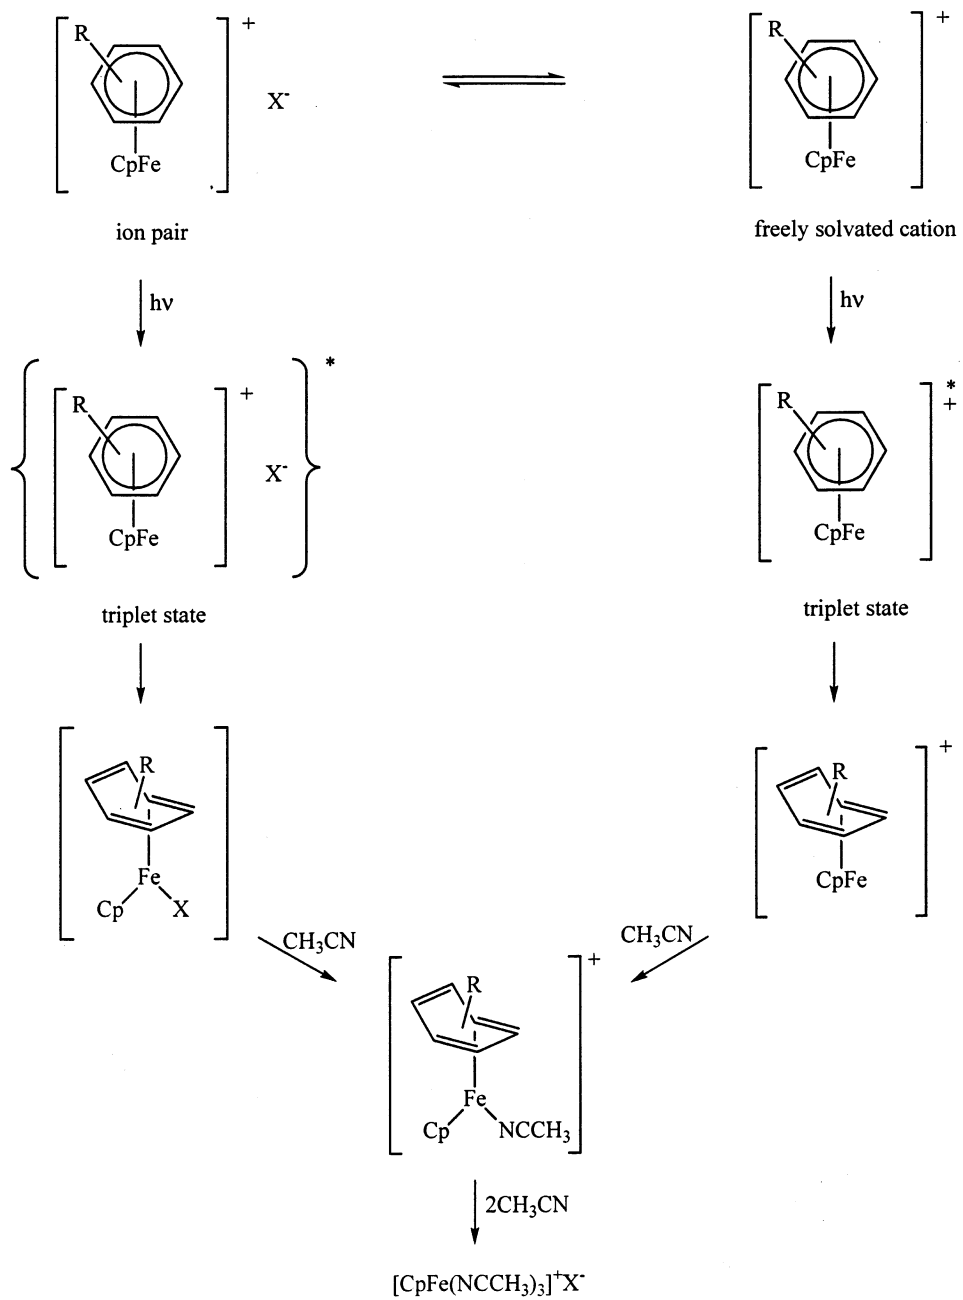 R
+
R
+
X⁻
CpFe
CpFe
ion pair
freely solvated cation
hν
hν
*
*
R
+
R
+
X⁻
CpFe
CpFe
triplet state
triplet state
R
+
R
Fe
CpFe
Cp
X
CH₃CN
CH₃CN
+
R
Fe
Cp
NCCH₃
2CH₃CN
[CpFe(NCCH₃)₃]⁺X⁻